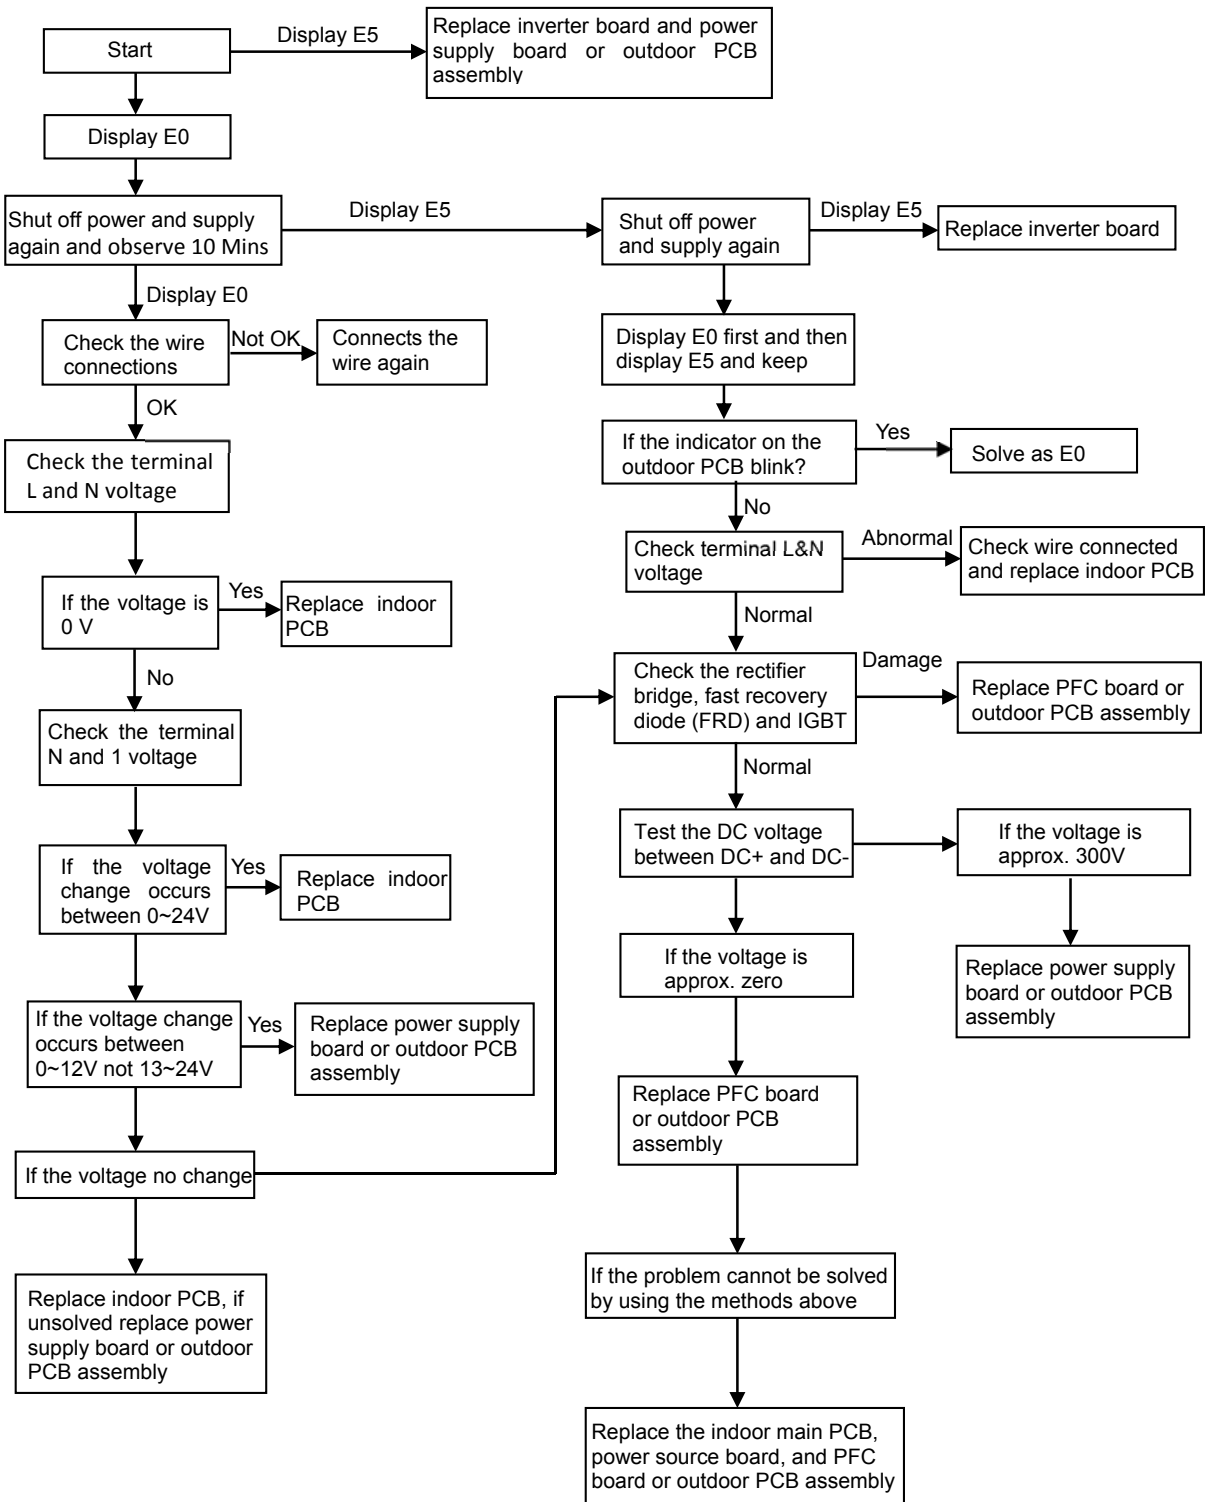 Start
Display E5
Replace inverter board and power
supply board or outdoor PCB
assembly
Display E0
Shut off power and supply
again and observe 10 Mins
Display E5
Shut off power
and supply again
Display E5
Replace inverter board
Display E0
Check the wire
connections
Not OK
Connects the
wire again
OK
Check the terminal
L and N voltage
If the voltage is
0 V
Yes
Replace indoor
PCB
No
Check the terminal
N and 1 voltage
If the voltage
change occurs
between 0~24V
Yes
Replace indoor
PCB
If the voltage change
occurs between
0~12V not 13~24V
Yes
Replace power supply
board or outdoor PCB
assembly
If the voltage no change
Replace indoor PCB, if
unsolved replace power
supply board or outdoor
PCB assembly
Display E0 first and then
display E5 and keep
If the indicator on the
outdoor PCB blink?
Yes
Solve as E0
No
Check terminal L&N
voltage
Abnormal
Check wire connected
and replace indoor PCB
Normal
Check the rectifier
bridge, fast recovery
diode (FRD) and IGBT
Damage
Replace PFC board or
outdoor PCB assembly
Normal
Test the DC voltage
between DC+ and DC-
If the voltage is
approx. 300V
Replace power supply
board or outdoor PCB
assembly
If the voltage is
approx. zero
Replace PFC board
or outdoor PCB
assembly
If the problem cannot be solved
by using the methods above
Replace the indoor main PCB,
power source board, and PFC
board or outdoor PCB assembly